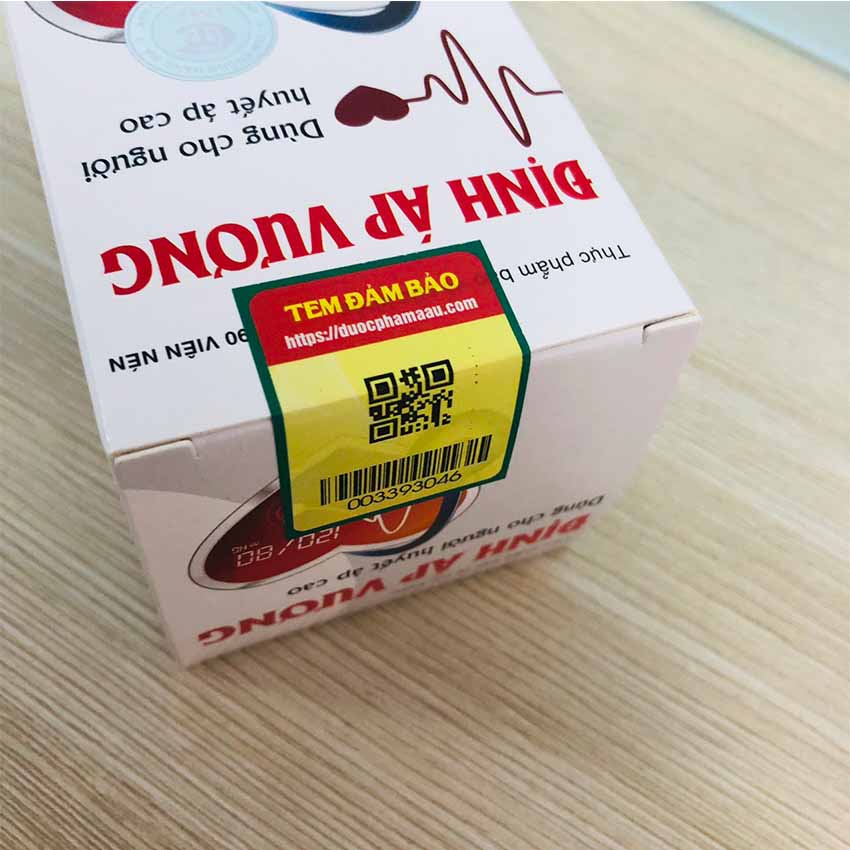 TEM ĐẢM BẢO
https://duocphamaau.com
003393046
Thực phẩm b
ĐỊNH ÁP VƯƠNG
Dùng cho người
huyết áp cao
90 VIÊN NÉN
ĐỊNH ÁP VƯƠNG
Dùng cho người huyết áp cao
120/80